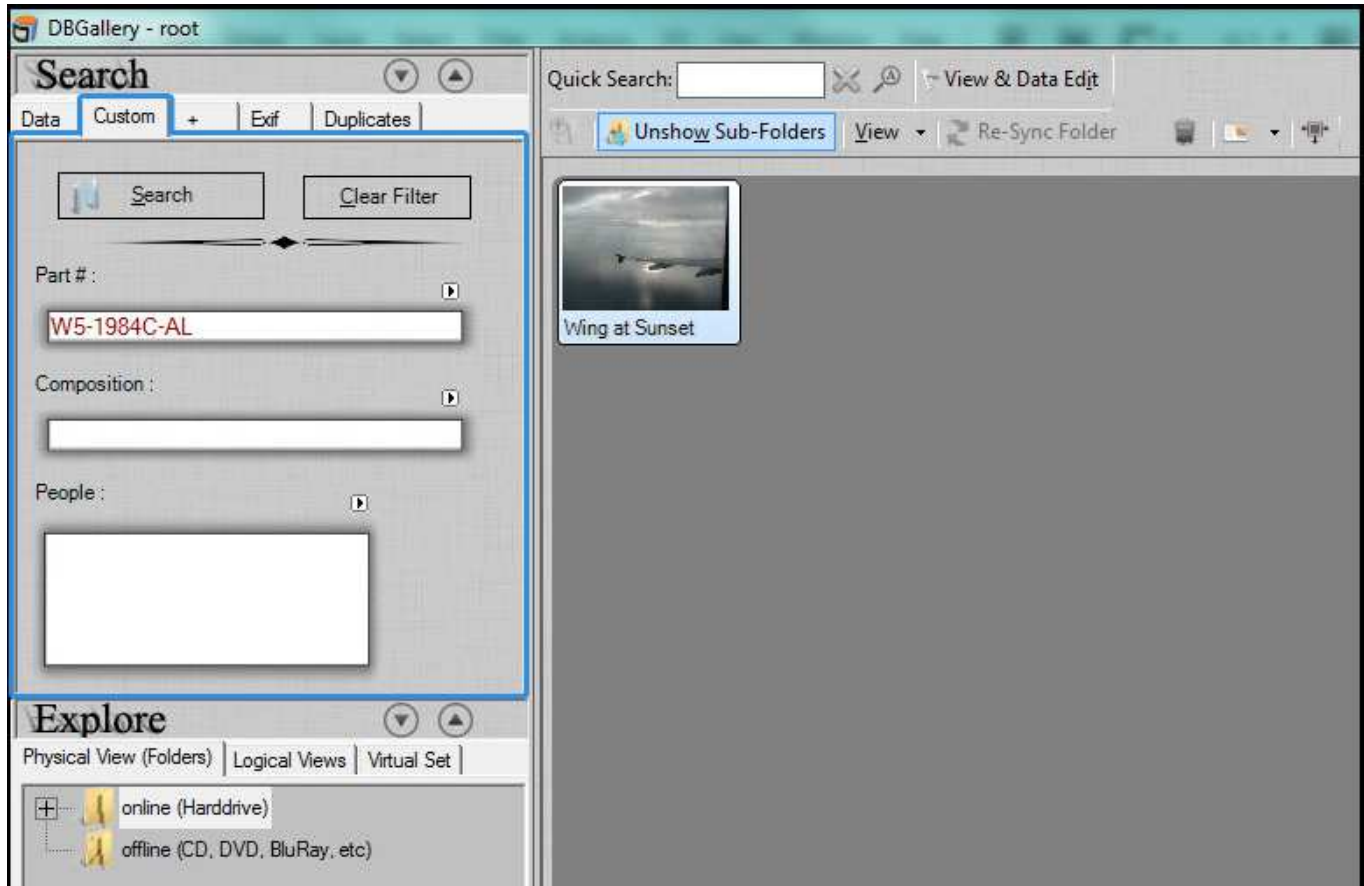 DBGallery - root
Search
Data Custom + Exif Duplicates
Search Clear Filter
Part # :
W5-1984C-AL
Composition :
People :
Explore
Physical View (Folders) Logical Views Virtual Set
online (Harddrive)
offline (CD, DVD, BluRay, etc)
Quick Search: View & Data Edit
Unshow Sub-Folders View Re-Sync Folder
Wing at Sunset